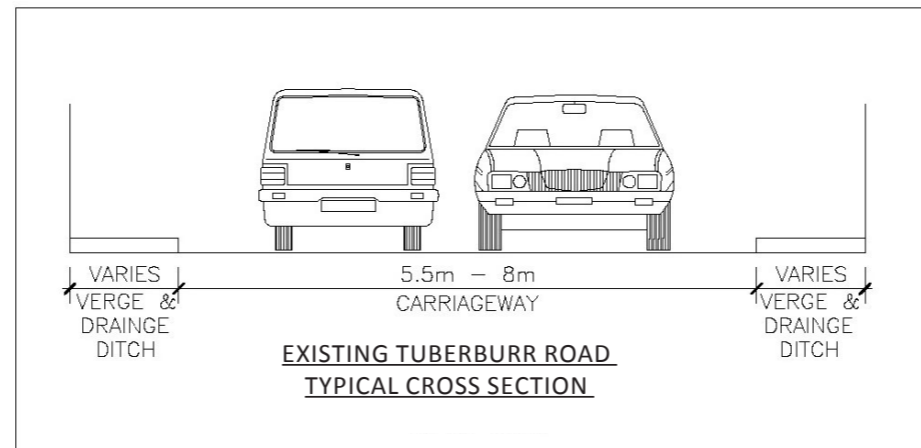 VARIES
VERGE &
DRAINGE
DITCH
5.5m – 8m
CARRIAGEWAY
VARIES
VERGE &
DRAINGE
DITCH
EXISTING TUBERBURR ROAD
TYPICAL CROSS SECTION